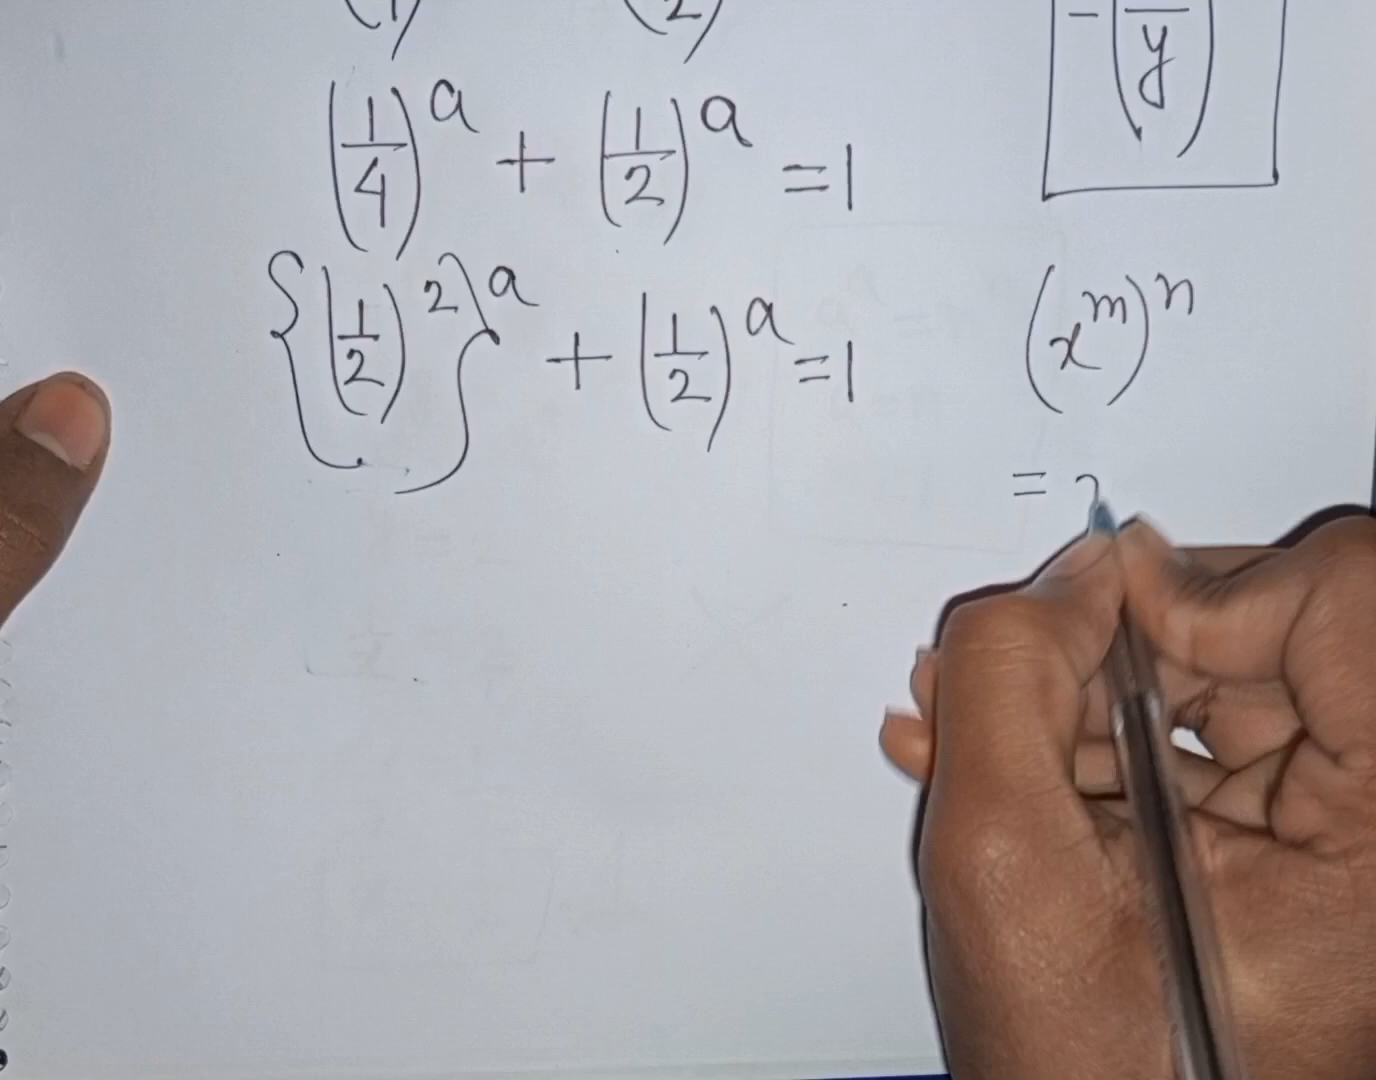 (1/4)^a + (1/2)^a = 1
{(1/2)^2}^a + (1/2)^a = 1
(x^m)^n
=
y